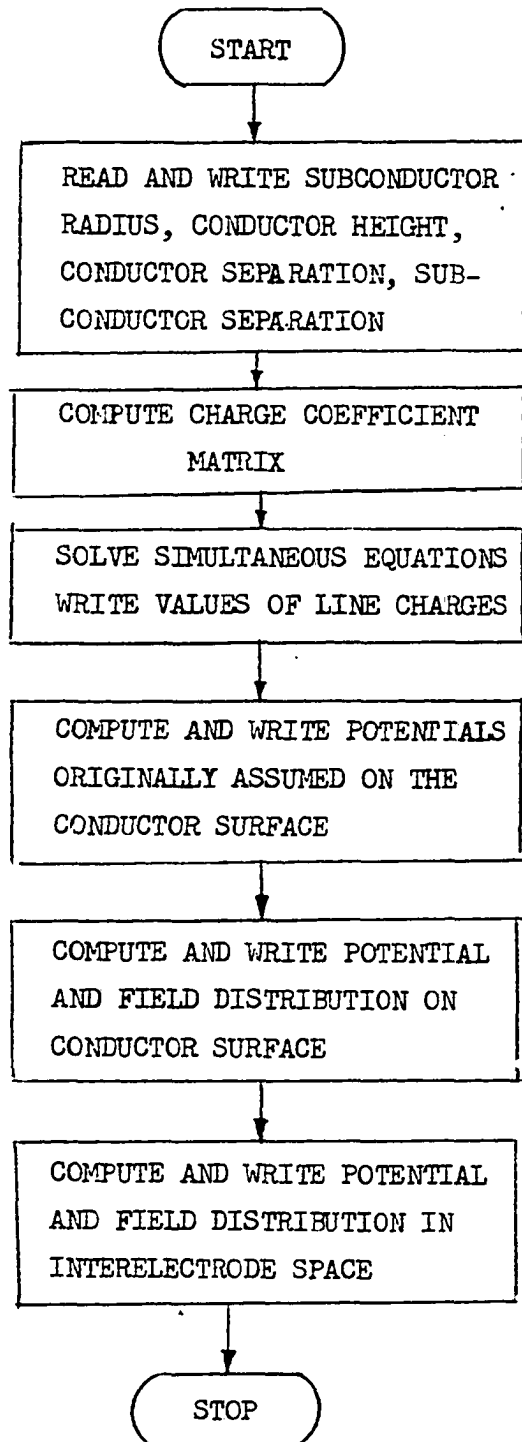 START
READ AND WRITE SUBCONDUCTOR
RADIUS, CONDUCTOR HEIGHT,
CONDUCTOR SEPARATION, SUB-
CONDUCTOR SEPARATION
COMPUTE CHARGE COEFFICIENT
MATRIX
SOLVE SIMULTANEOUS EQUATIONS
WRITE VALUES OF LINE CHARGES
COMPUTE AND WRITE POTENTIALS
ORIGINALLY ASSUMED ON THE
CONDUCTOR SURFACE
COMPUTE AND WRITE POTENTIAL
AND FIELD DISTRIBUTION ON
CONDUCTOR SURFACE
COMPUTE AND WRITE POTENTIAL
AND FIELD DISTRIBUTION IN
INTERELECTRODE SPACE
STOP